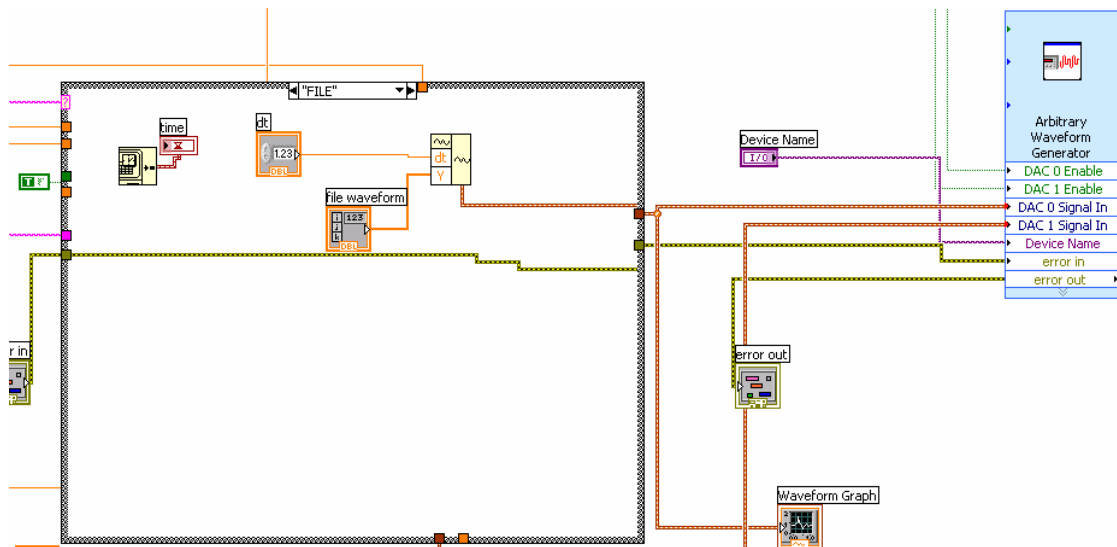 "FILE"
?
time
dt
1.23
DBL
dt
Y
file waveform
i
j
k
123
DBL
T F
r in
Device Name
I/O
error out
Waveform Graph
Arbitrary
Waveform
Generator
DAC 0 Enable
DAC 1 Enable
DAC 0 Signal In
DAC 1 Signal In
Device Name
error in
error out